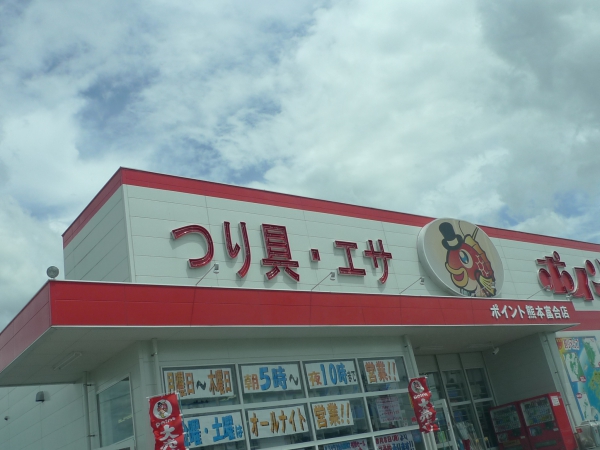 つり具・エサ
ポイント熊本富合店
日曜日〜木曜日
朝5時〜
夜10時まで
営業!!
金曜・土曜は
オールナイト
営業!!